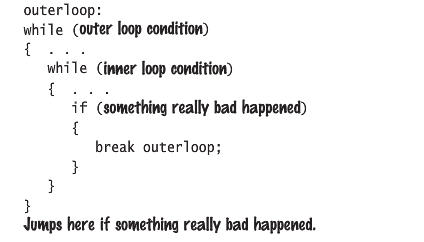 outerloop:
while (outer loop condition)
{ . . .
while (inner loop condition)
{ . . .
if (something really bad happened)
{
break outerloop;
}
}
}
Jumps here if something really bad happened.